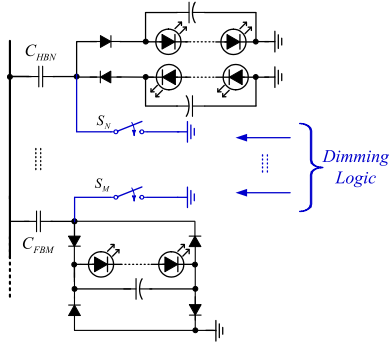 C_HBN
S_N
Dimming
Logic
S_M
C_FBM